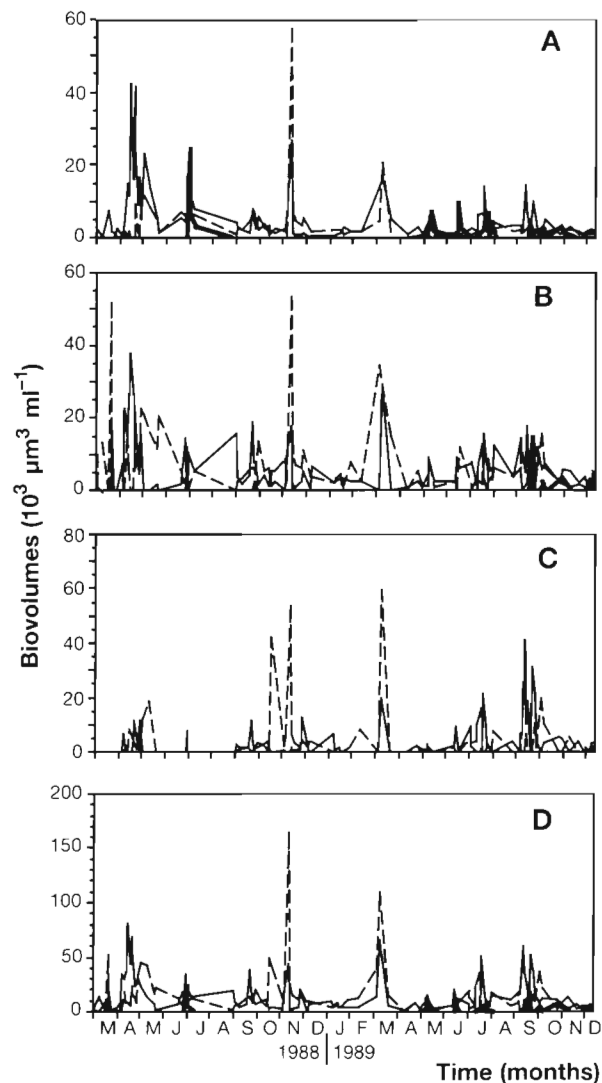 60
40
20
0
A
60
40
20
0
B
80
60
40
20
0
C
200
150
100
50
0
D
Biovolumes (10³ µm³ ml⁻¹)
M A M J J A S O N D J F M A M J J A S O N D
1988 | 1989
Time (months)